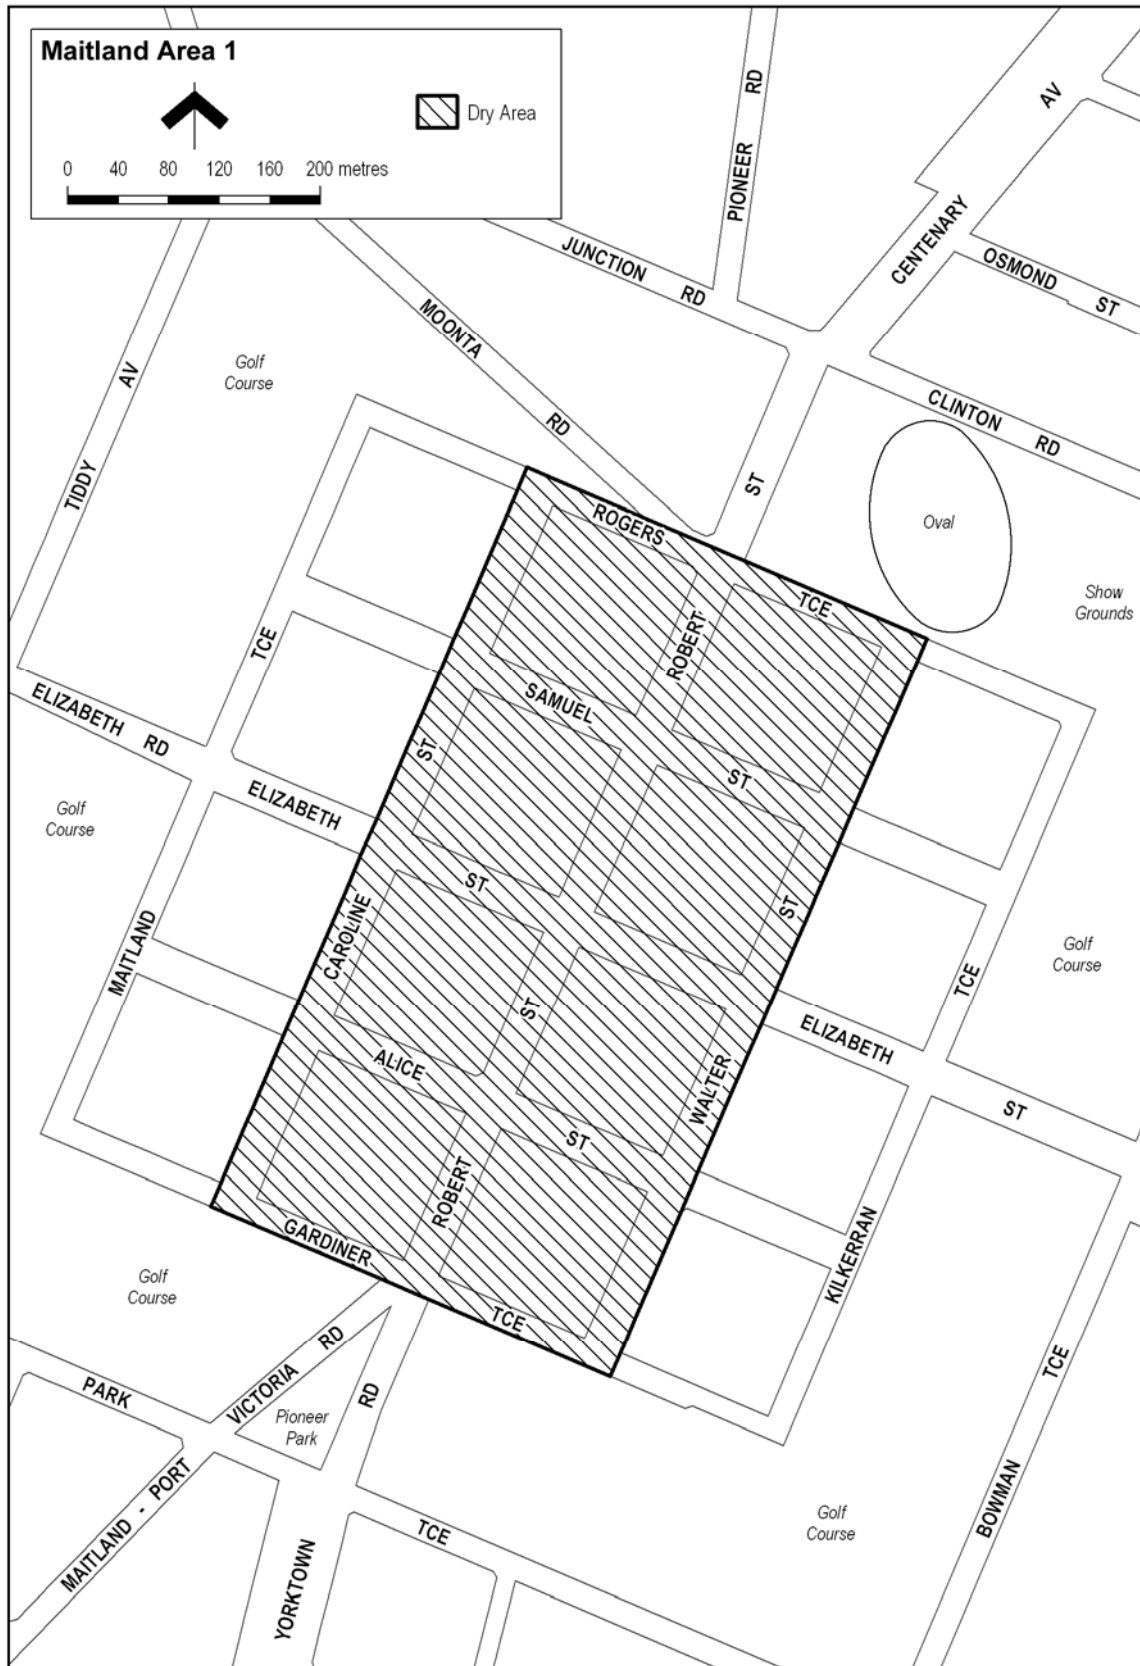 Maitland Area 1
Dry Area
0 40 80 120 160 200 metres
PIONEER RD
CENTENARY AV
JUNCTION RD
OSMOND ST
MOONTA RD
Golf
Course
TIDDY AV
CLINTON RD
ST
Oval
Show
Grounds
ROGERS TCE
ROBERT
TCE
SAMUEL ST
ELIZABETH RD
ST
ELIZABETH
ST
Golf
Course
MAITLAND
CAROLINE
ST
ST
Golf
Course
TCE
ELIZABETH
ST
ALICE ST
WALTER
ROBERT
KILKERRAN
GARDINER TCE
Golf
Course
VICTORIA RD
PARK
Pioneer
Park
RD
TCE
BOWMAN
MAITLAND - PORT
TCE
Golf
Course
YORKTOWN